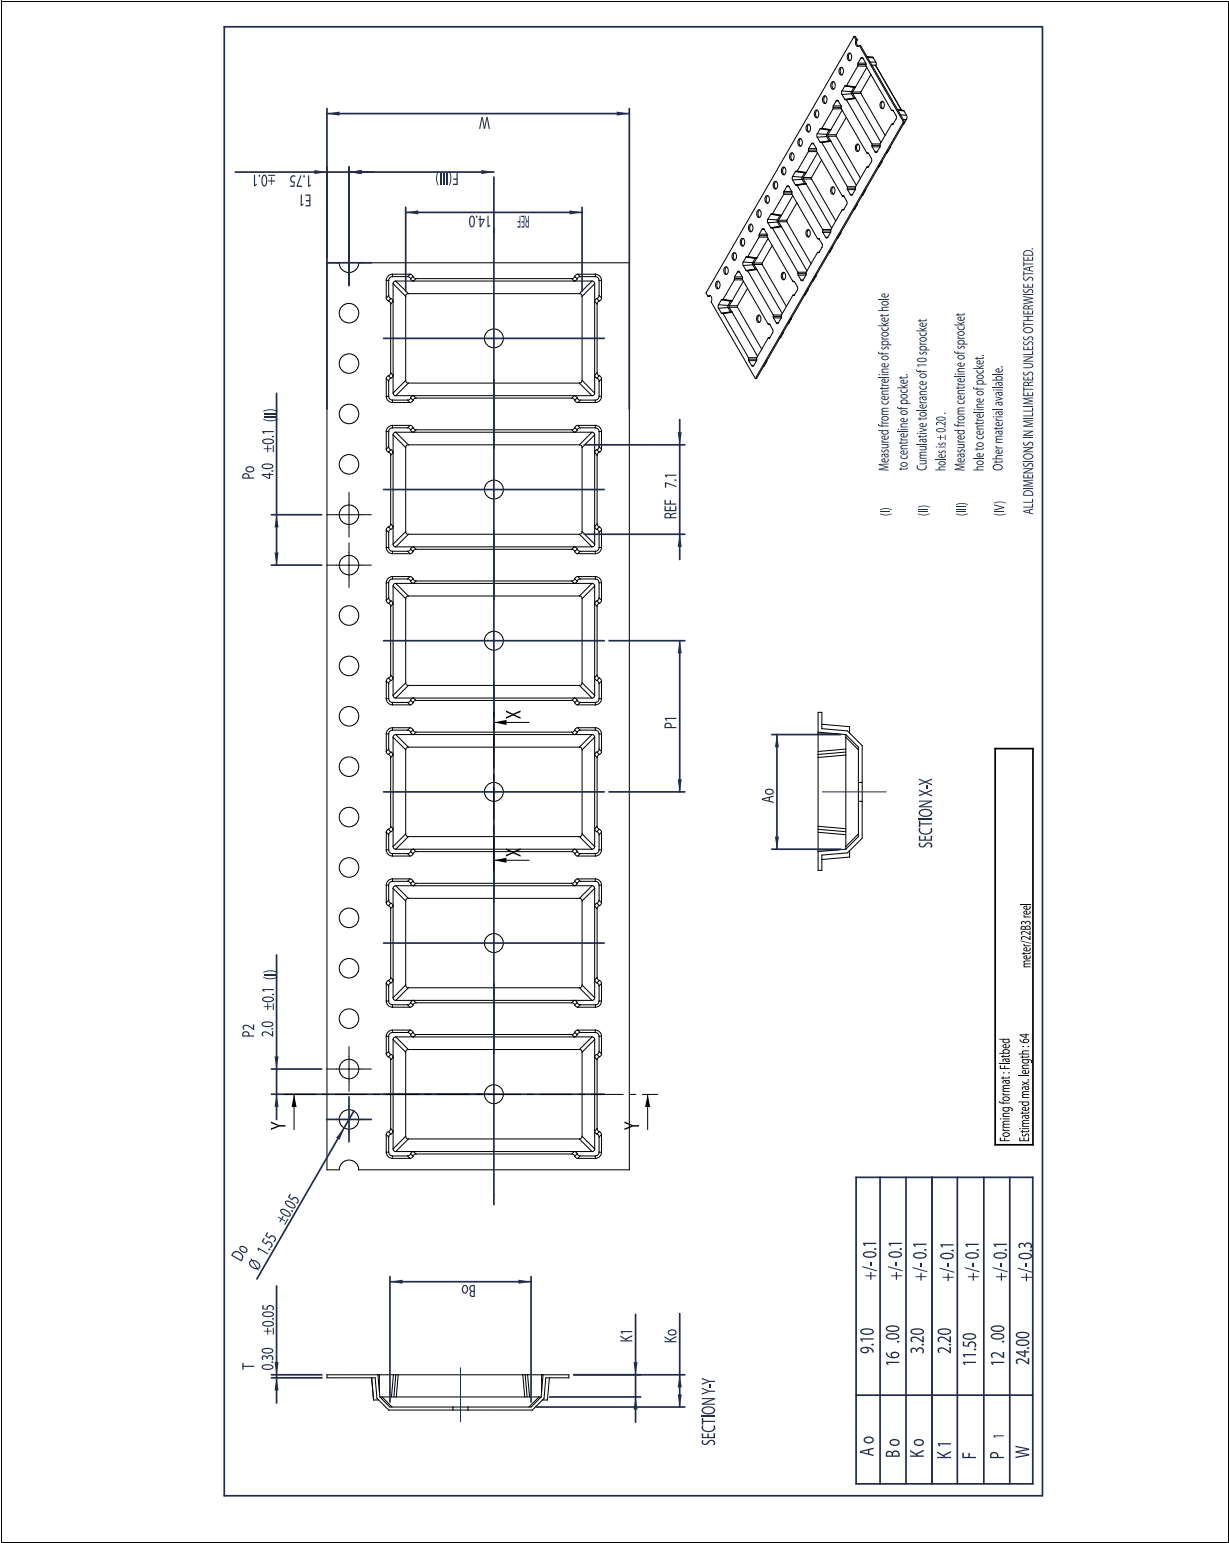 W
E1
1.75 ±0.1
F(III)
REF 14.0
Po
4.0 ±0.1 (II)
REF 7.1
P1
X
X
P2
2.0 ±0.1 (I)
Y
Y
Do
Ø 1.55 ±0.05
T
0.30 ±0.05
Bo
K1
Ko
SECTION Y-Y
Ao
SECTION X-X
(I) Measured from centreline of sprocket hole
to centreline of pocket.
(II) Cumulative tolerance of 10 sprocket
holes is ± 0.20 .
(III) Measured from centreline of sprocket
hole to centreline of pocket.
(IV) Other material available.
ALL DIMENSIONS IN MILLIMETRES UNLESS OTHERWISE STATED.
Forming format : Flatbed
Estimated max. length : 64 meter/22B3 reel
A o 9.10 +/- 0.1
B o 16 .00 +/- 0.1
K o 3.20 +/- 0.1
K 1 2.20 +/- 0.1
F 11.50 +/- 0.1
P 1 12 .00 +/- 0.1
W 24.00 +/- 0.3